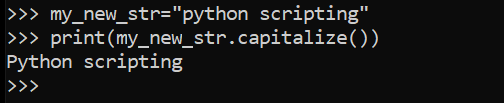 >>> my_new_str="python scripting"
>>> print(my_new_str.capitalize())
Python scripting
>>>